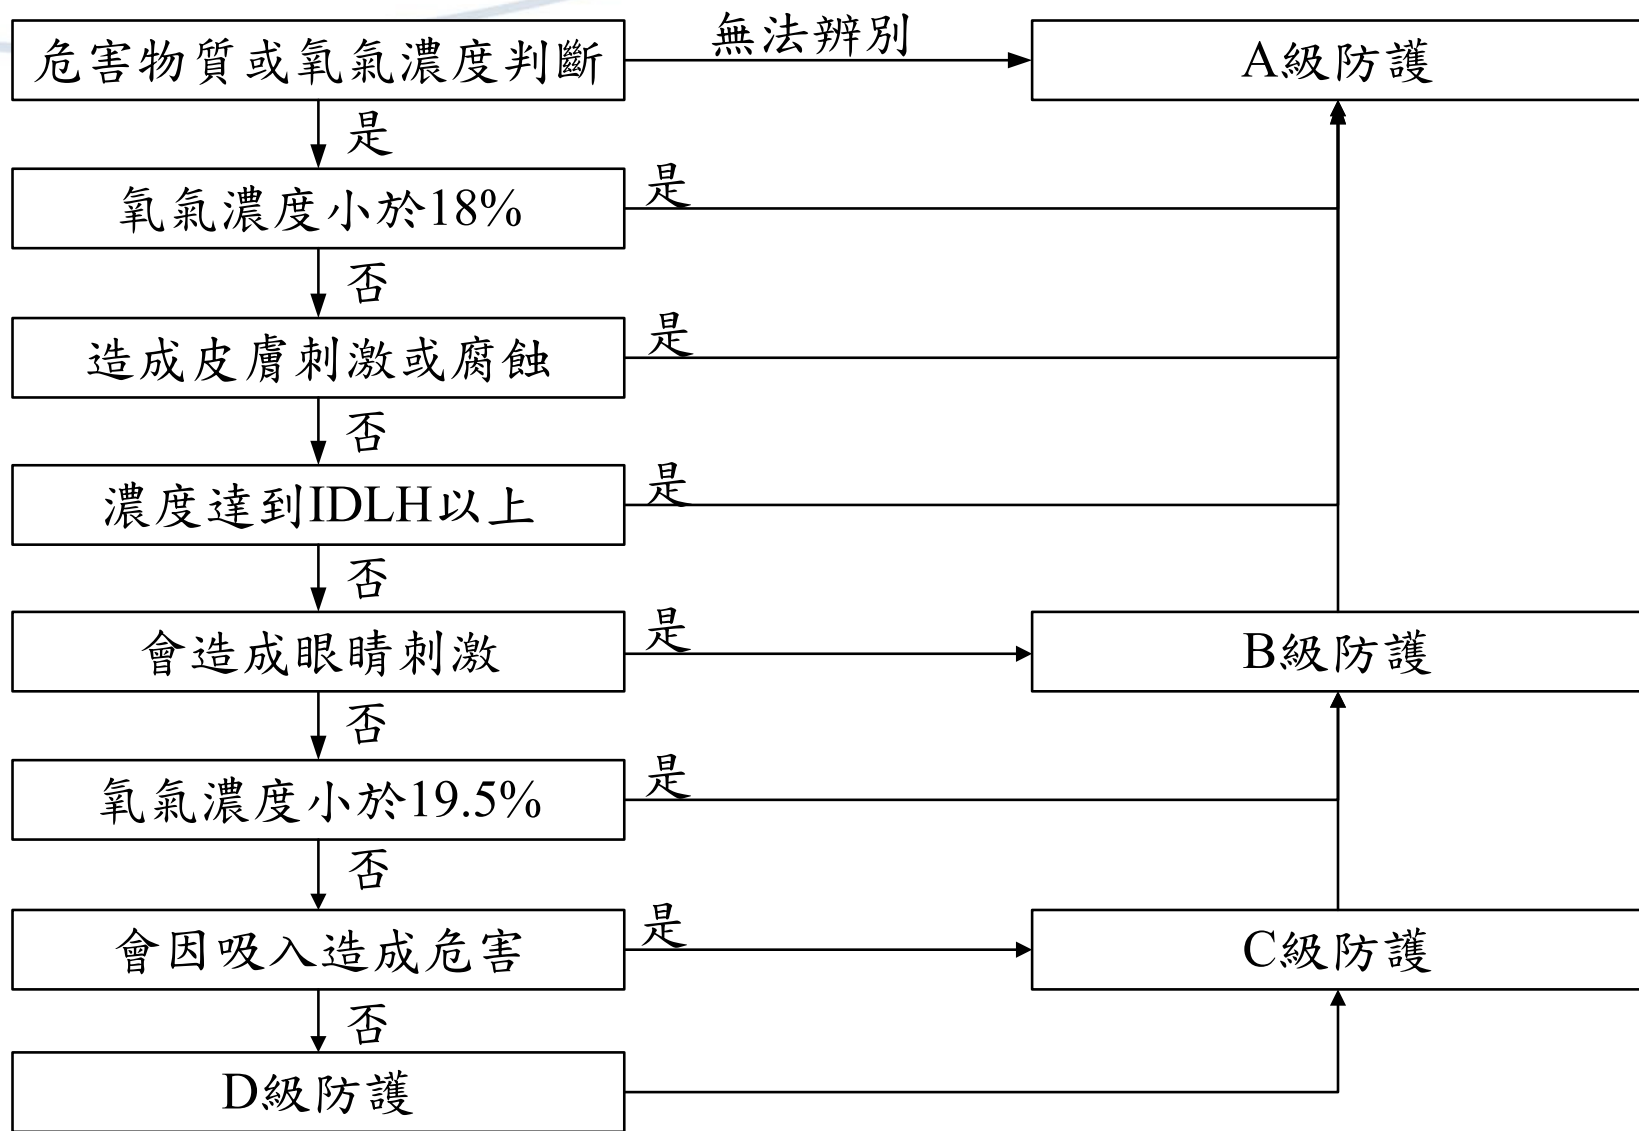 危害物質或氧氣濃度判斷
無法辨別
A級防護
是
氧氣濃度小於18%
是
否
造成皮膚刺激或腐蝕
是
否
濃度達到IDLH以上
是
否
會造成眼睛刺激
是
B級防護
否
氧氣濃度小於19.5%
是
否
會因吸入造成危害
是
C級防護
否
D級防護